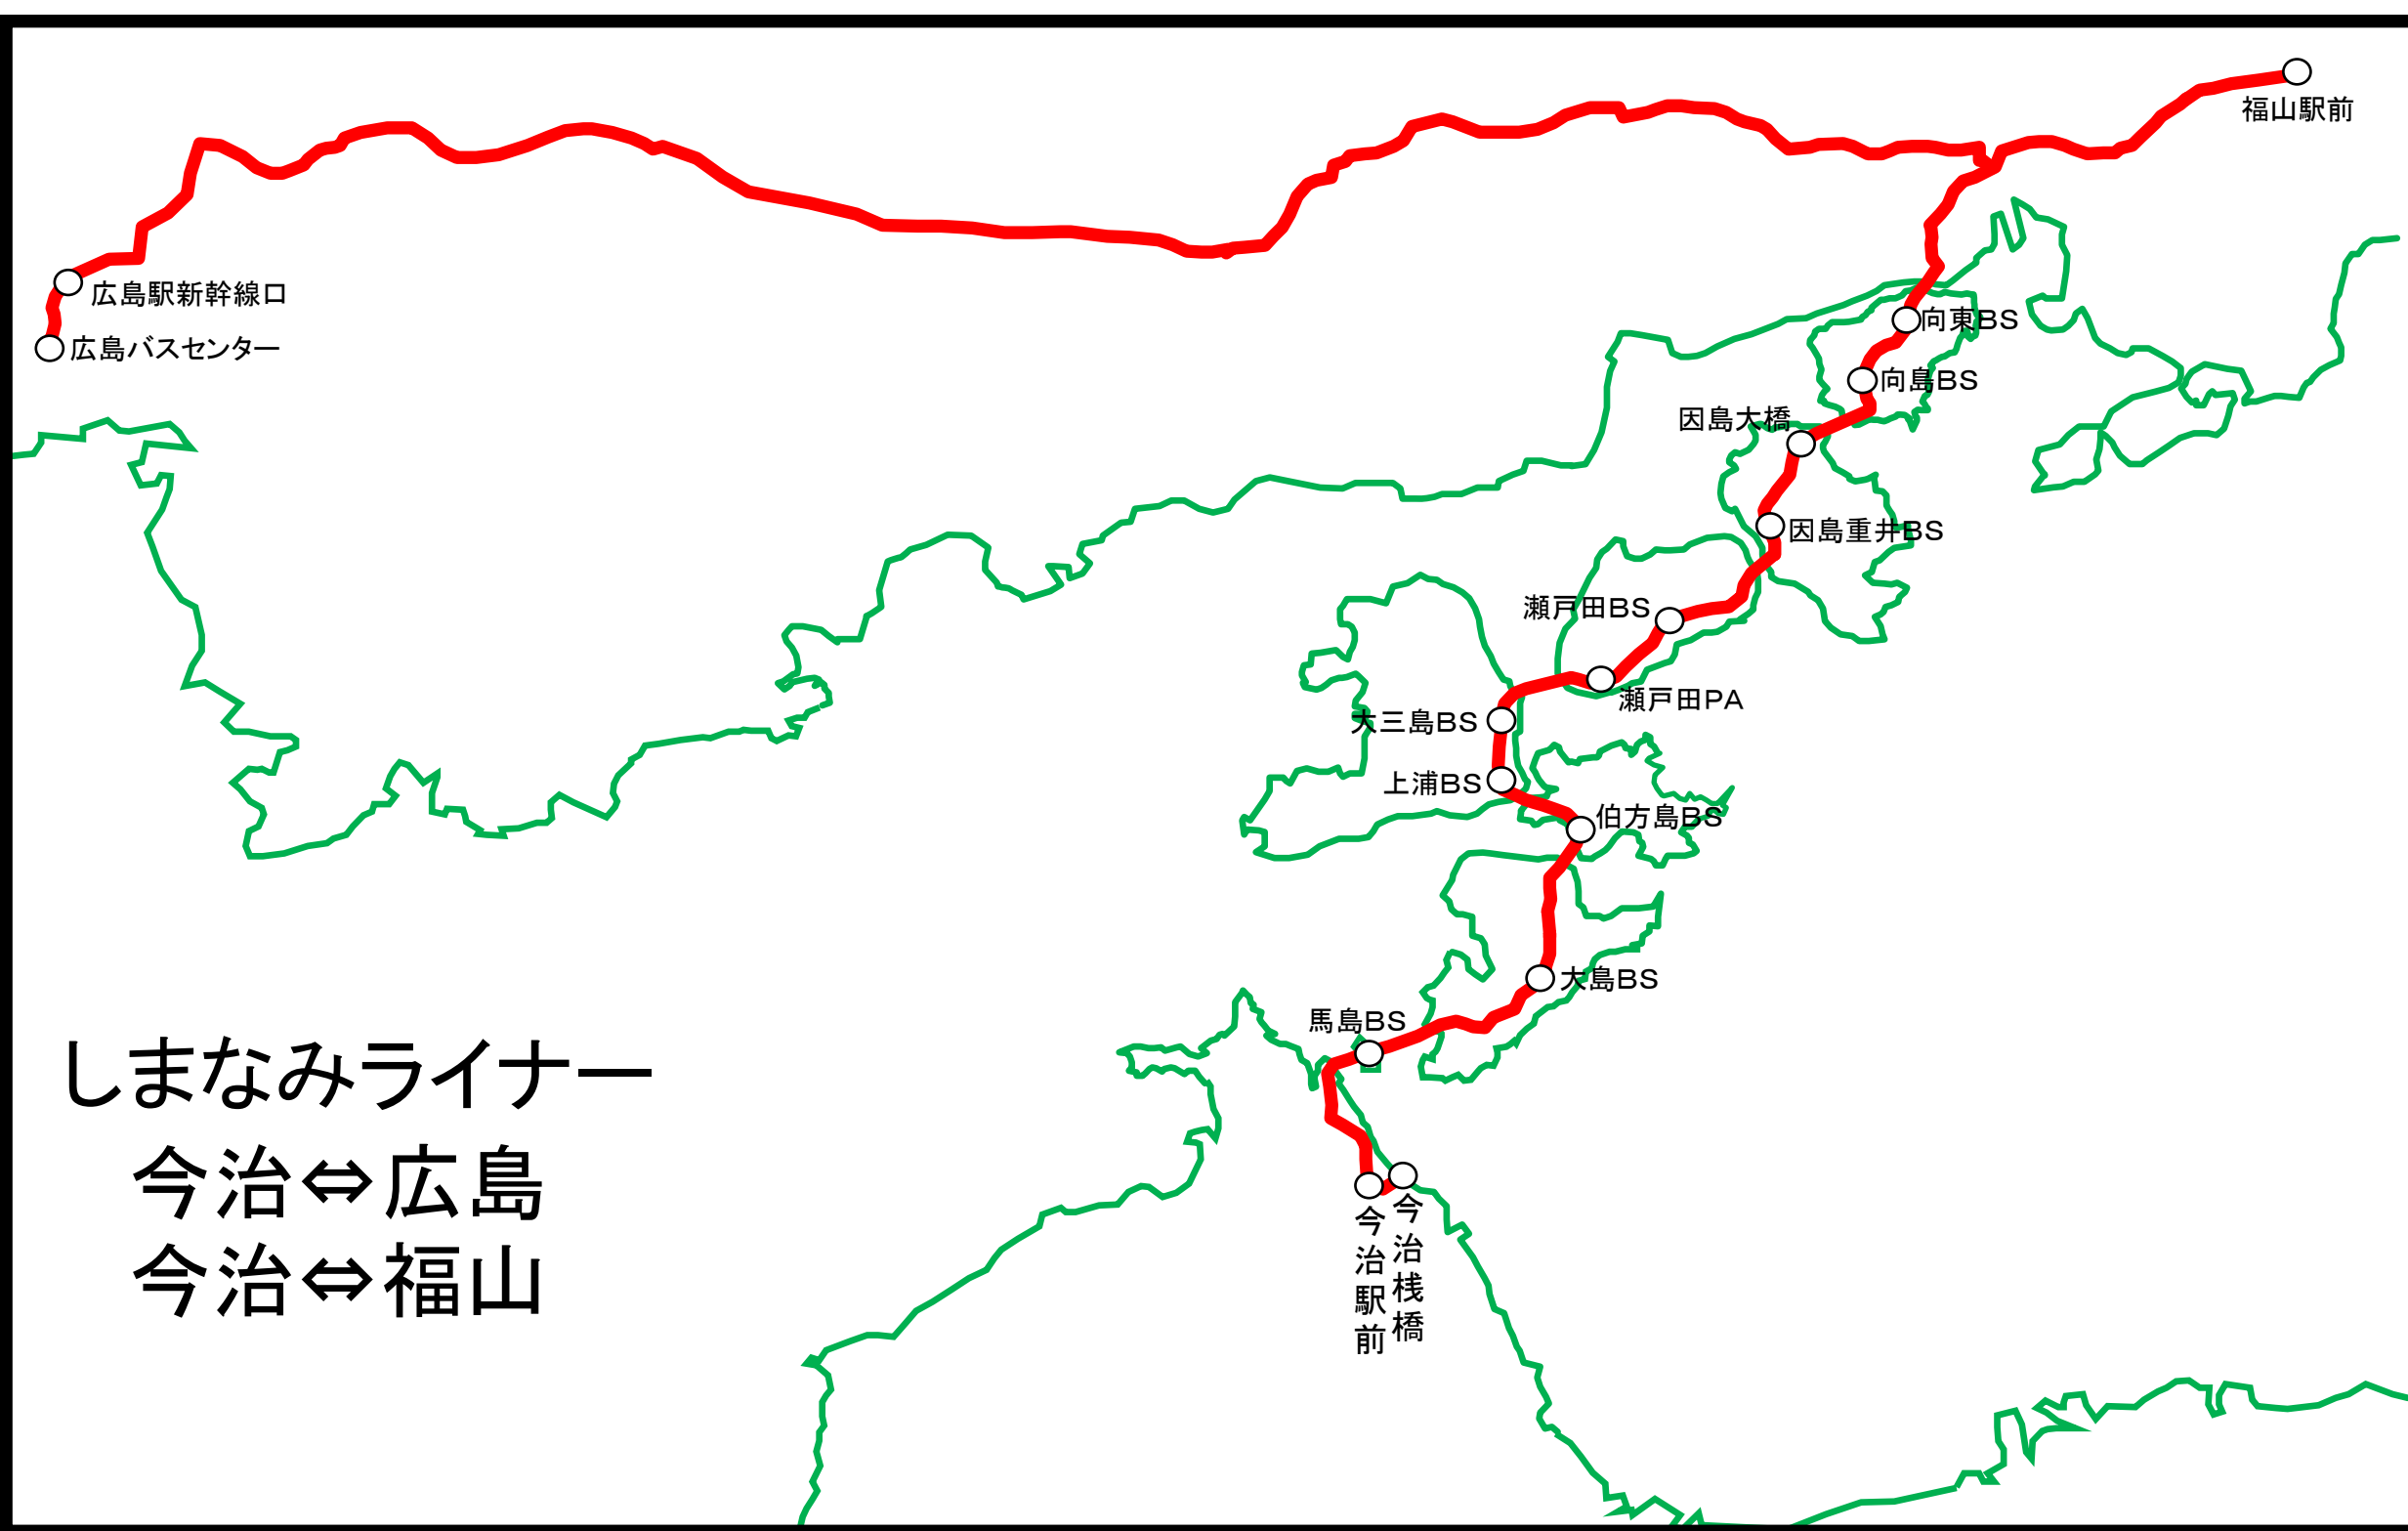 福山駅前
広島駅新幹線口
広島バスセンター
向東BS
向島BS
因島大橋
因島重井BS
瀬戸田BS
瀬戸田PA
大三島BS
上浦BS
伯方島BS
大島BS
馬島BS
今治桟橋
今治駅前
しまなみライナー
今治⇔広島
今治⇔福山